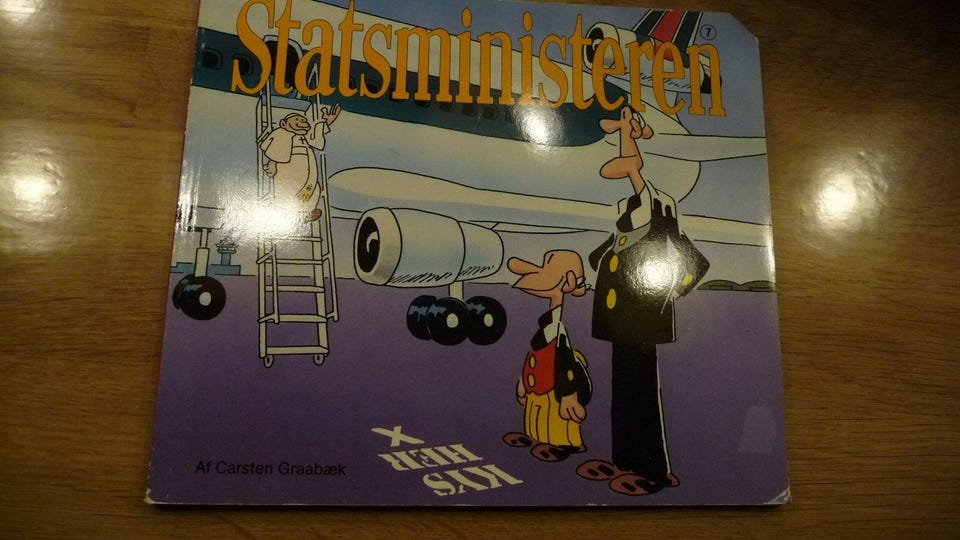 Statsministeren
7
KYS
HER
X
Af Carsten Graabæk